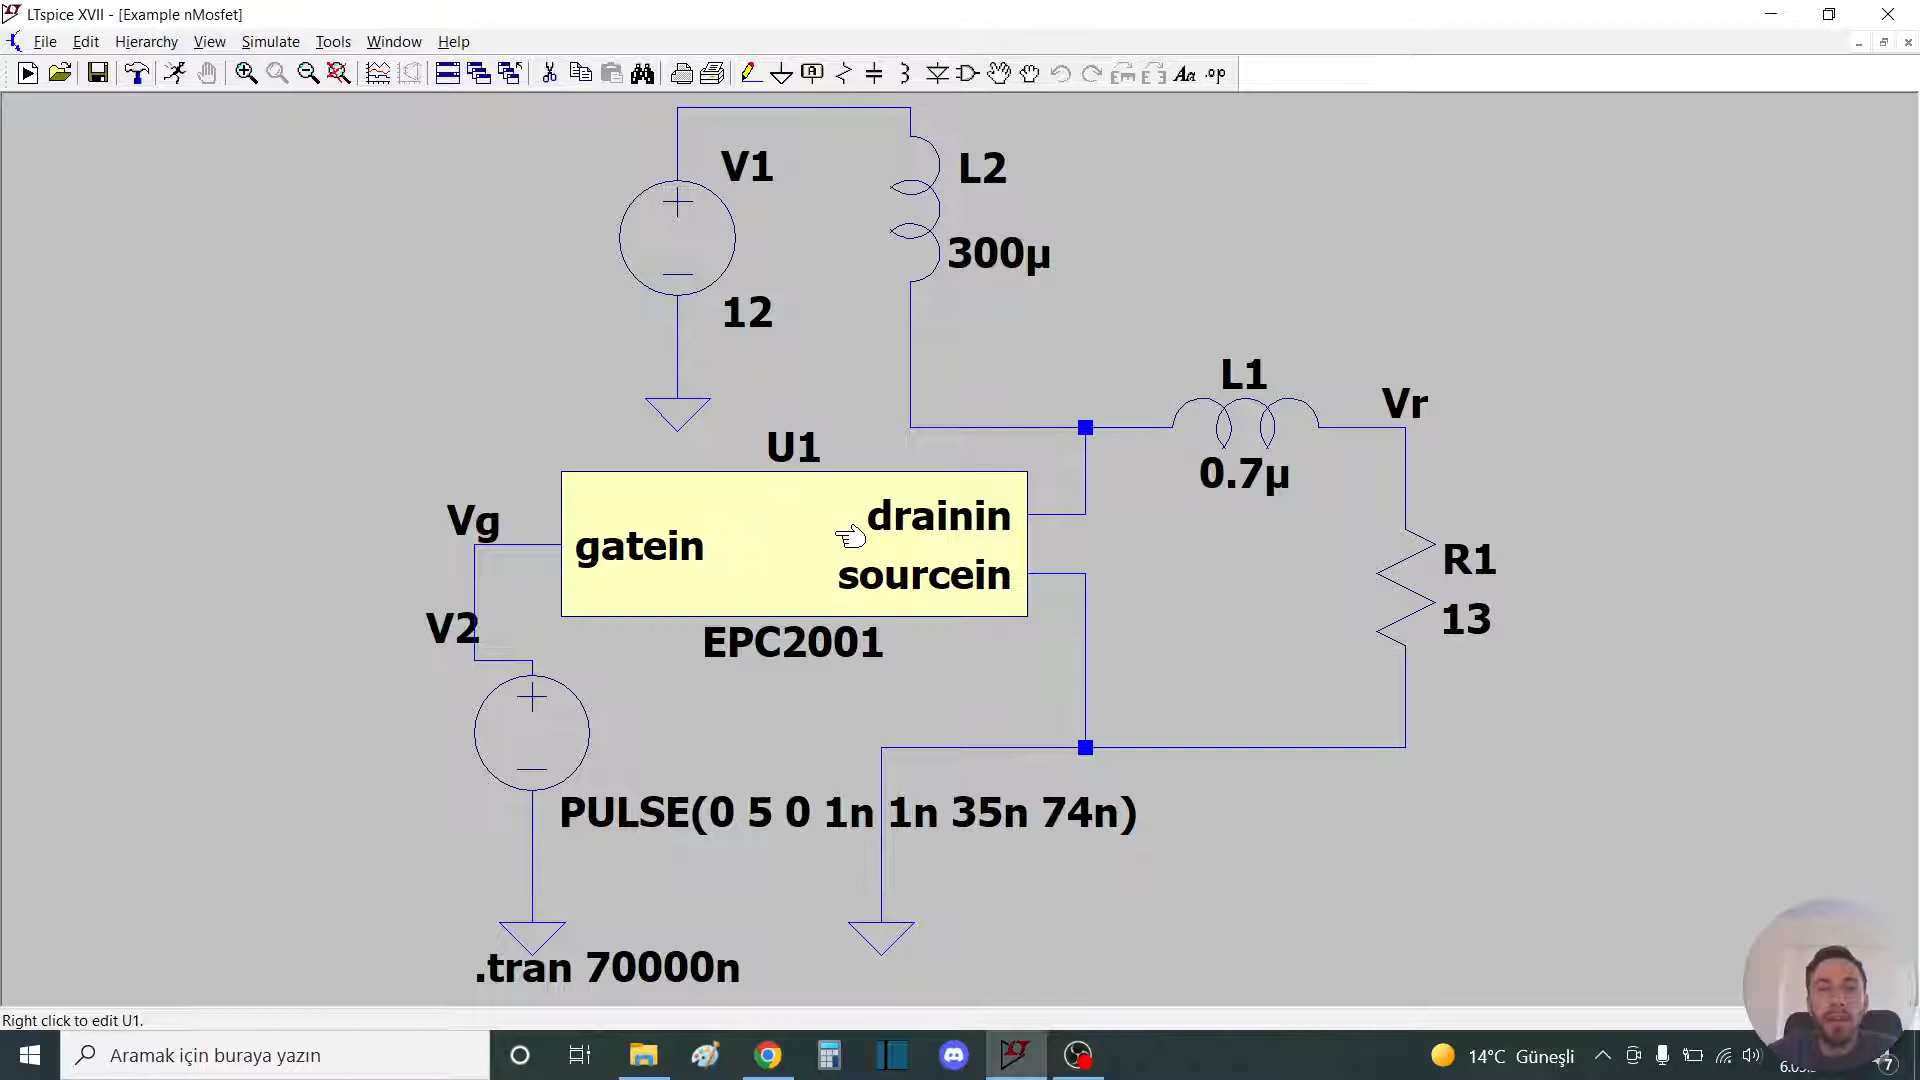 LTspice XVII - [Example nMosfet]
File Edit Hierarchy View Simulate Tools Window Help
V1
12
L2
300µ
L1
0.7µ
Vr
U1
gatein
drainin
sourcein
EPC2001
Vg
V2
R1
13
PULSE(0 5 0 1n 1n 35n 74n)
.tran 70000n
Right click to edit U1.
Aramak için buraya yazın
14°C Güneşli
7